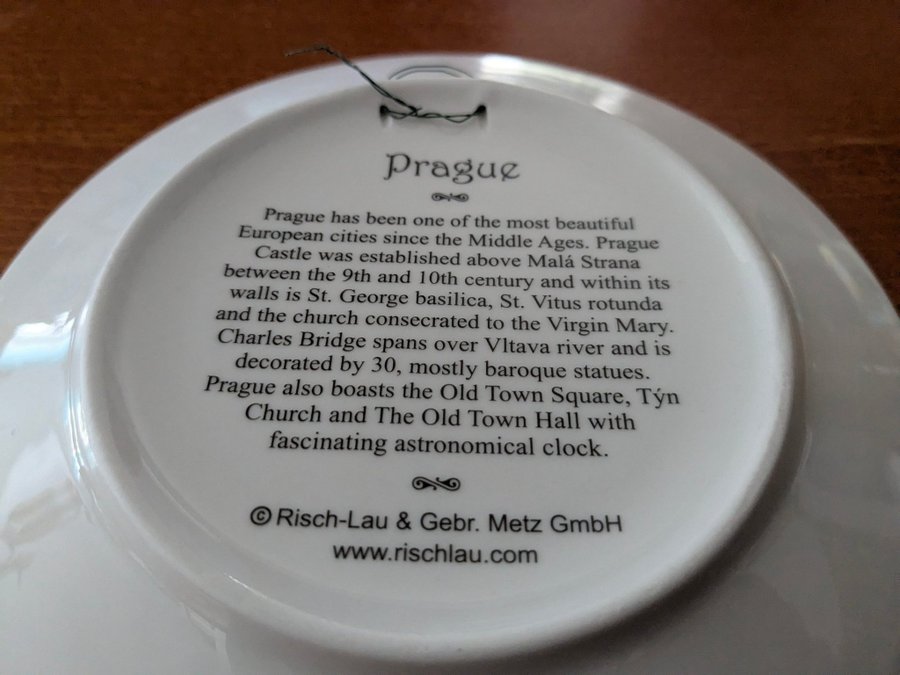 Prague
Prague has been one of the most beautiful
European cities since the Middle Ages. Prague
Castle was established above Malá Strana
between the 9th and 10th century and within its
walls is St. George basilica, St. Vitus rotunda
and the church consecrated to the Virgin Mary.
Charles Bridge spans over Vltava river and is
decorated by 30, mostly baroque statues.
Prague also boasts the Old Town Square, Týn
Church and The Old Town Hall with
fascinating astronomical clock.
© Risch-Lau & Gebr. Metz GmbH
www.rischlau.com